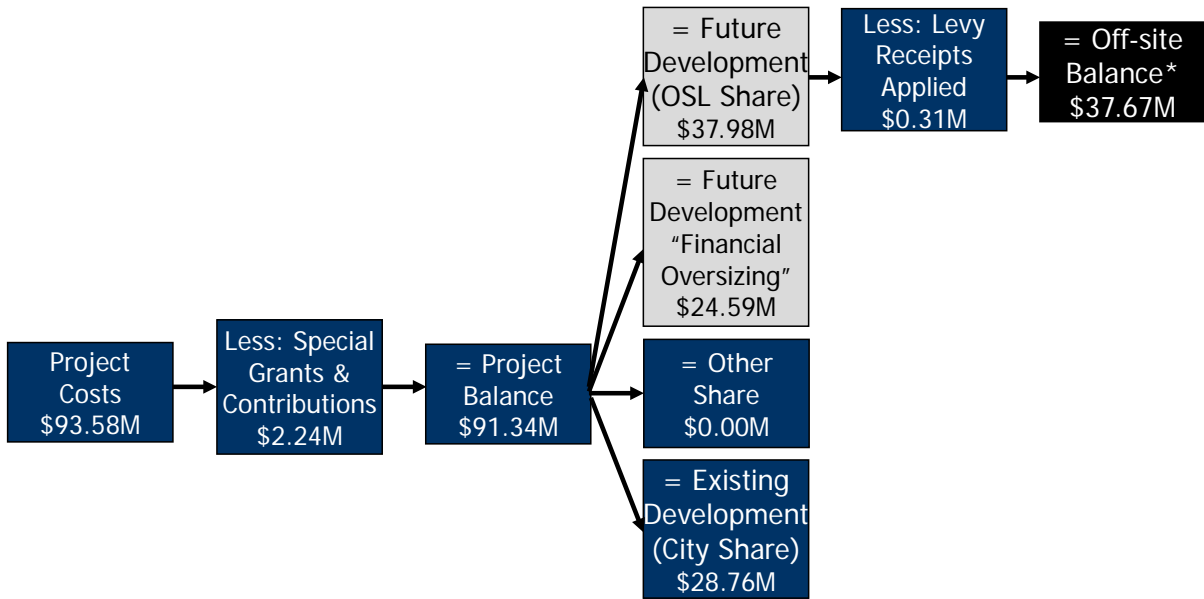 Project
Costs
$93.58M
Less: Special
Grants &
Contributions
$2.24M
= Project
Balance
$91.34M
= Future
Development
(OSL Share)
$37.98M
Less: Levy
Receipts
Applied
$0.31M
= Off-site
Balance*
$37.67M
= Future
Development
“Financial
Oversizing”
$24.59M
= Other
Share
$0.00M
= Existing
Development
(City Share)
$28.76M